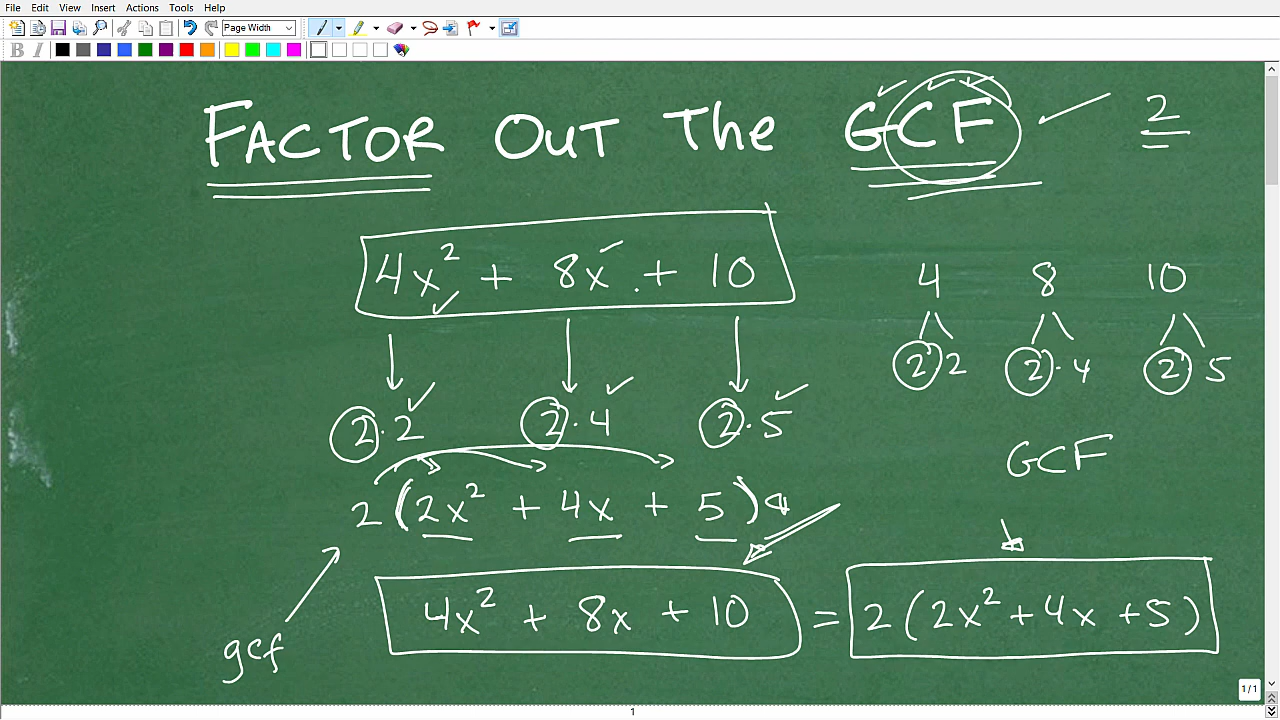 File Edit View Insert Actions Tools Help
Page Width
B I
FACTOR OUT THE GCF 2
4x² + 8x + 10
4 8 10
2·2 2·4 2·5
2·2 2·4 2·5
GCF
2(2x² + 4x + 5)
4x² + 8x + 10 = 2(2x² + 4x + 5)
gcf
1/1
1